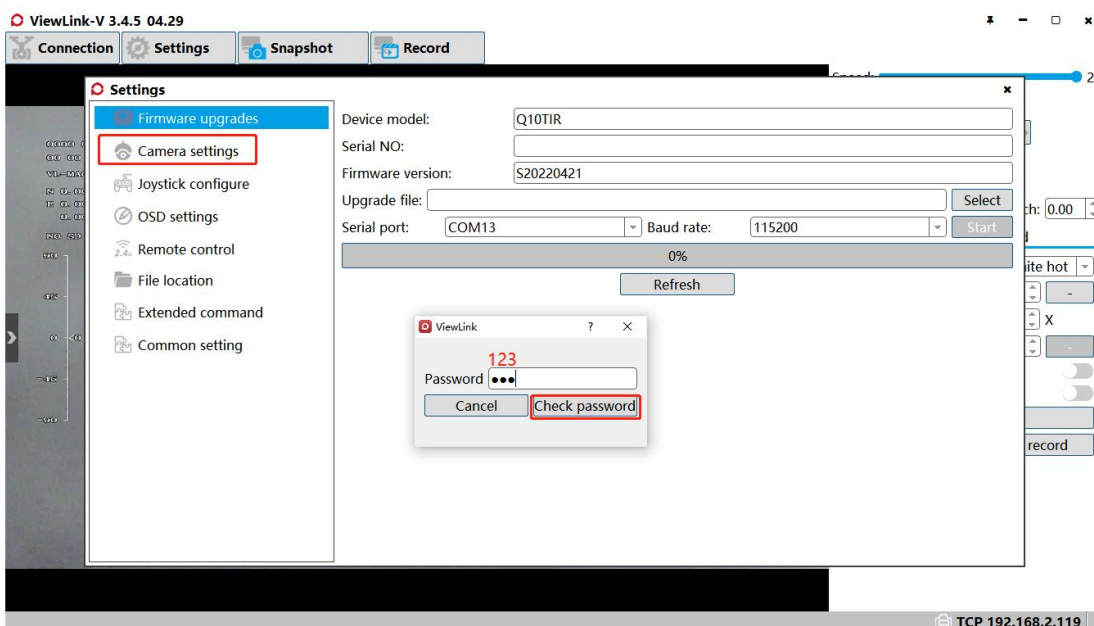 ViewLink-V 3.4.5 04.29
Connection Settings Snapshot Record
2
Settings
Firmware upgrades
Camera settings
Joystick configure
OSD settings
2.4G Remote control
File location
Extended command
Common setting
Device model: Q10TIR
Serial NO:
Firmware version: S20220421
Upgrade file: Select
Serial port: COM13 Baud rate: 115200 Start
0%
Refresh
ViewLink ?
123
Password ●●●
Cancel Check password
ch: 0.00
ite hot
-
X
-
record
TCP 192.168.2.119